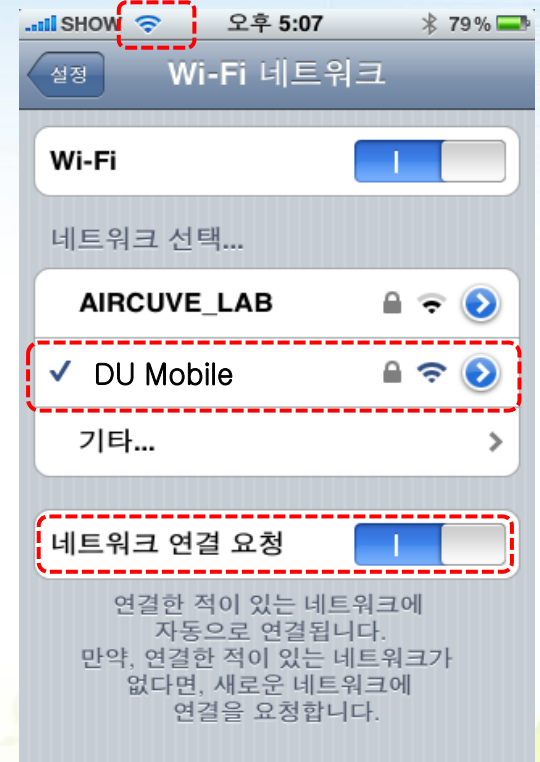 SHOW 오후 5:07 79%
설정 Wi-Fi 네트워크
Wi-Fi
네트워크 선택...
AIRCUVE_LAB
DU Mobile
기타...
네트워크 연결 요청
연결한 적이 있는 네트워크에
자동으로 연결됩니다.
만약, 연결한 적이 있는 네트워크가
없다면, 새로운 네트워크에
연결을 요청합니다.